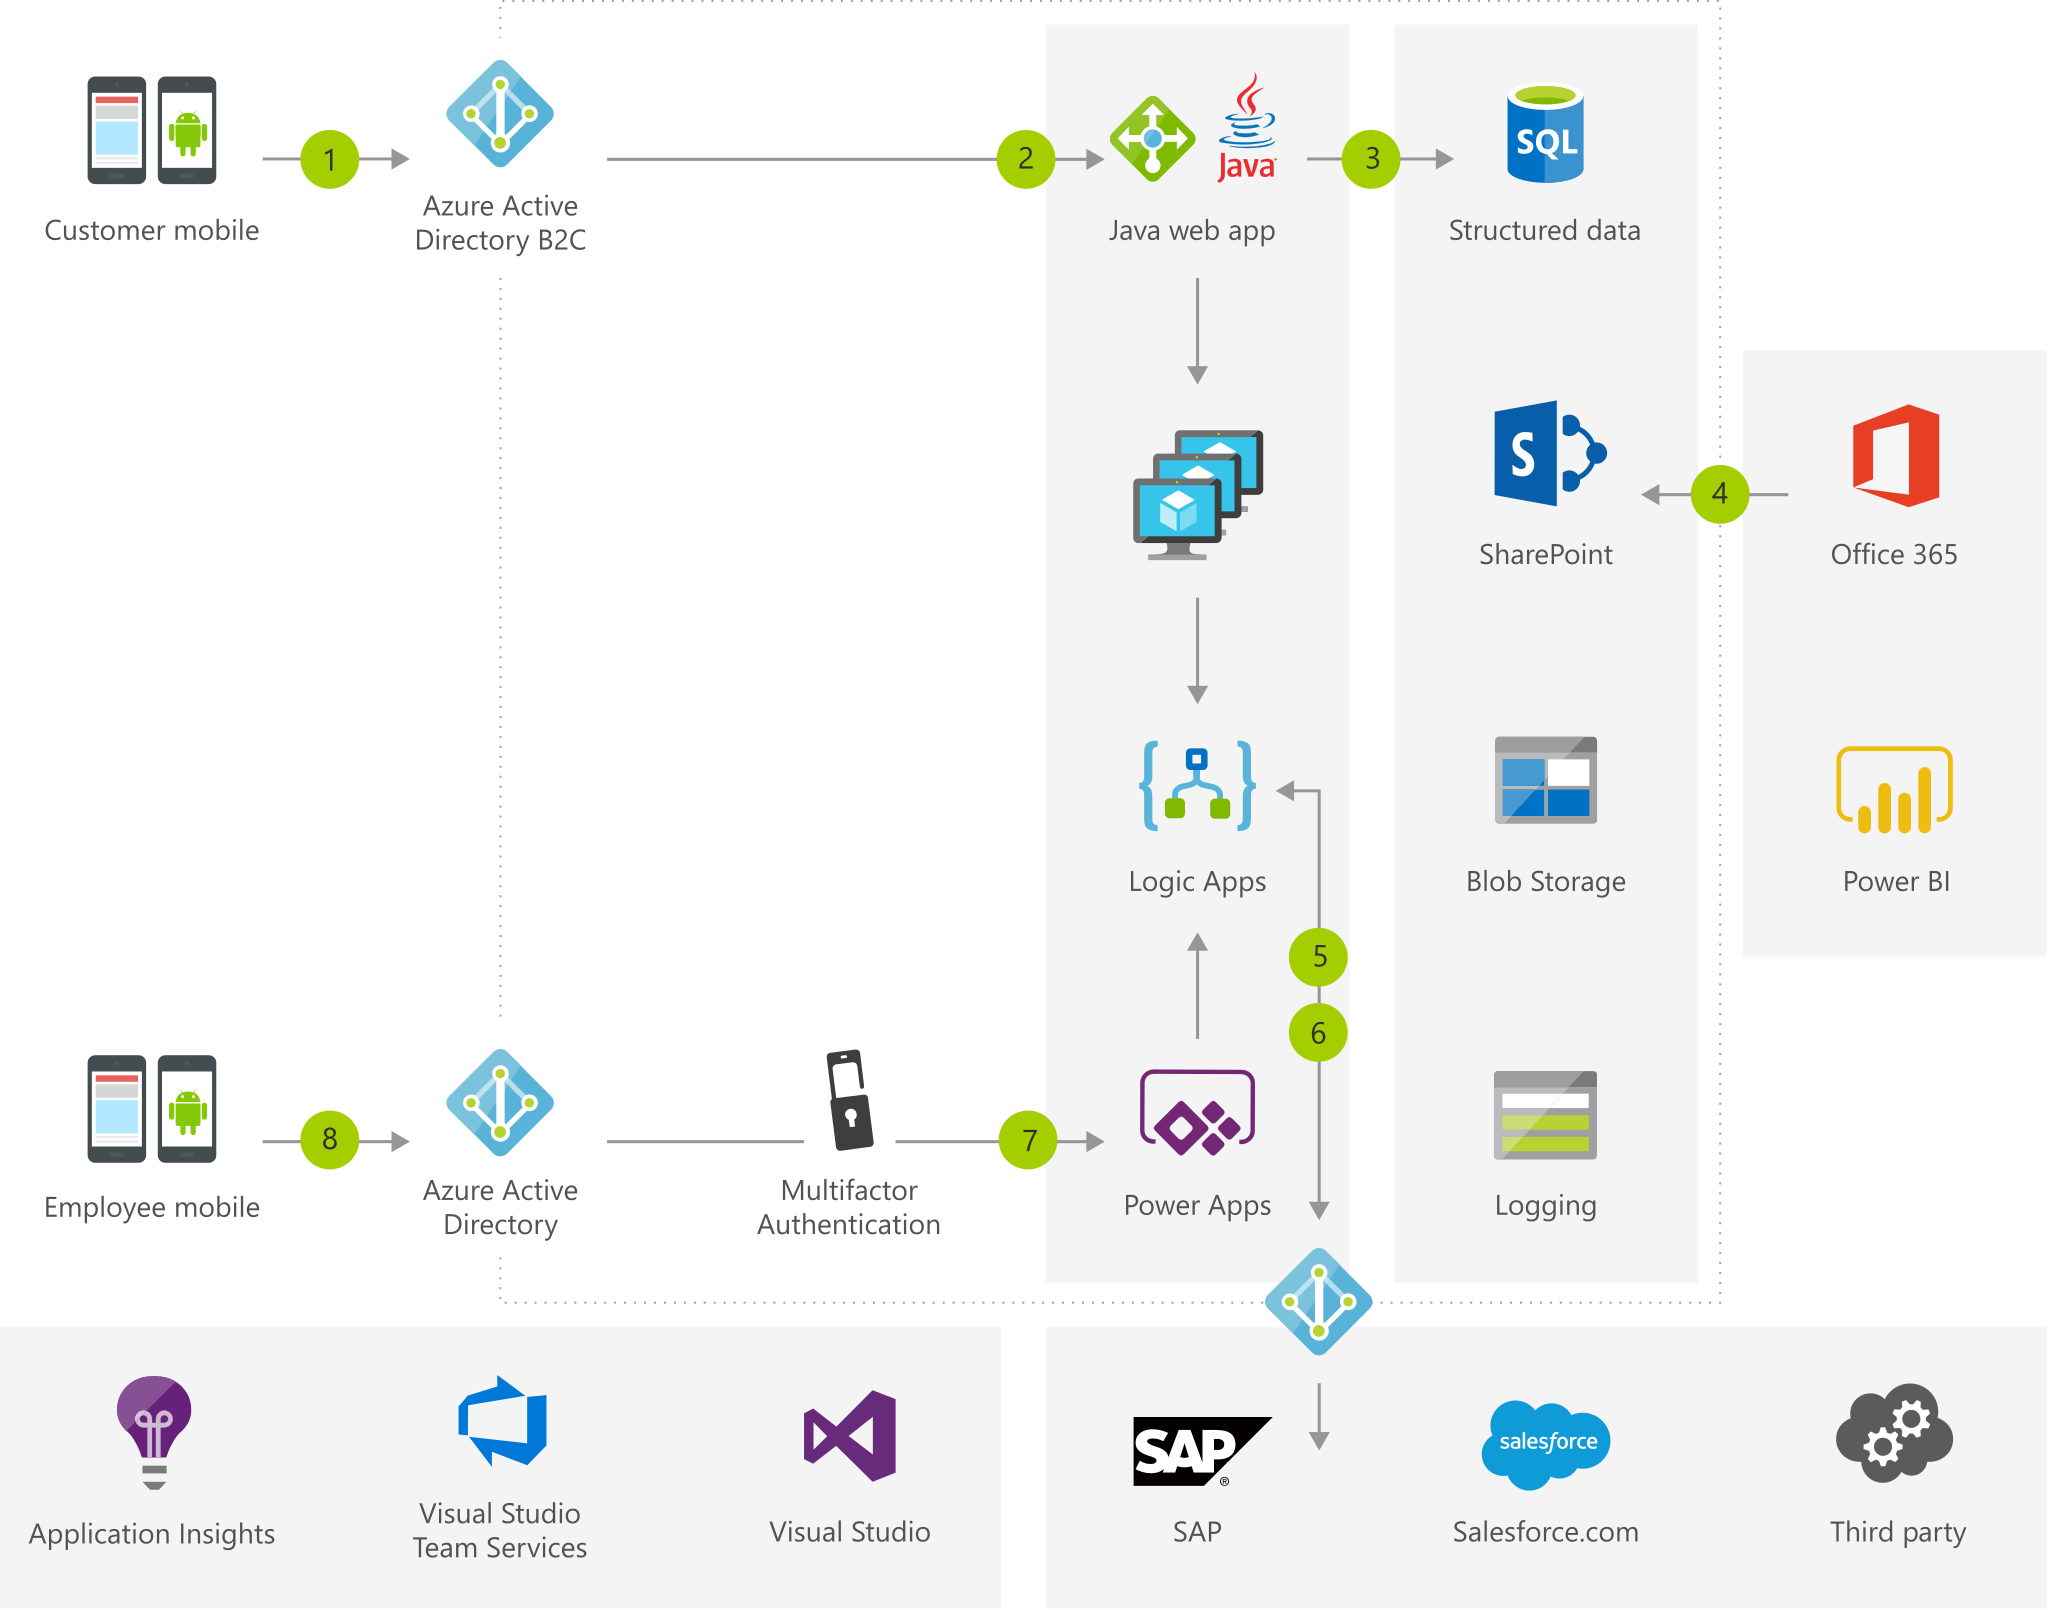 1
2
Java
3
SQL
Customer mobile
Azure Active
Directory B2C
Java web app
Structured data
S
4
SharePoint
Office 365
Logic Apps
Blob Storage
Power BI
5
6
8
7
Employee mobile
Azure Active
Directory
Multifactor
Authentication
Power Apps
Logging
SAP
®
salesforce
Application Insights
Visual Studio
Team Services
Visual Studio
SAP
Salesforce.com
Third party